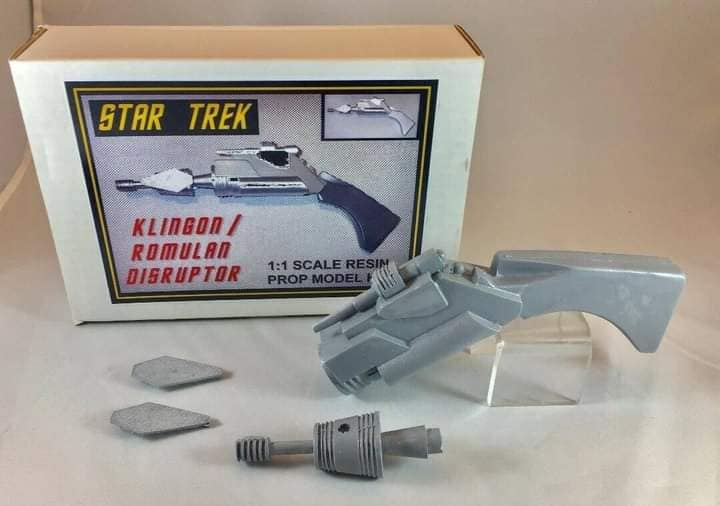 STAR TREK
KLINGON /
ROMULAN
DISRUPTOR
1:1 SCALE RESIN
PROP MODEL